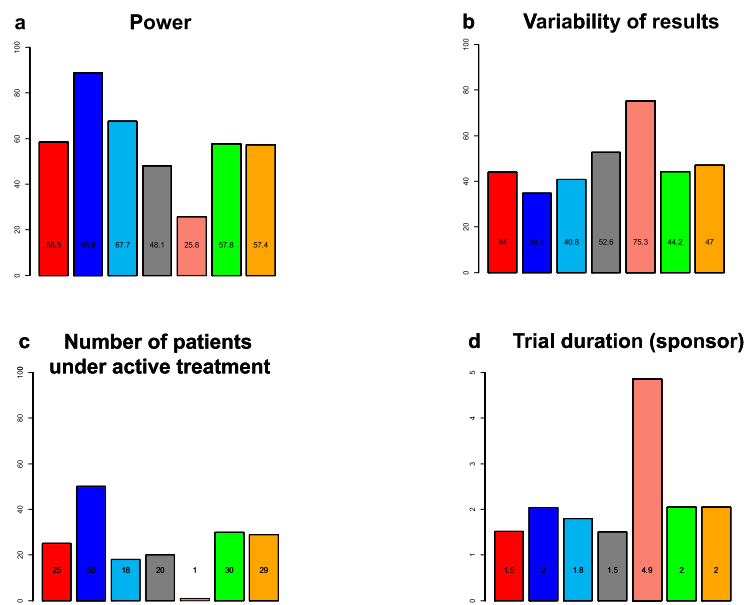 a Power
100
80
60
40
20
0
58.5 88.8 67.7 48.1 25.8 57.8 57.4
b Variability of results
100
80
60
40
20
0
44 40.8 52.6 75.3 44.2 47
c Number of patients
under active treatment
100
80
60
40
20
0
25 50 18 20 1 30 29
d Trial duration (sponsor)
5
4
3
2
1
0
1.5 2 1.8 1.5 4.9 2 2